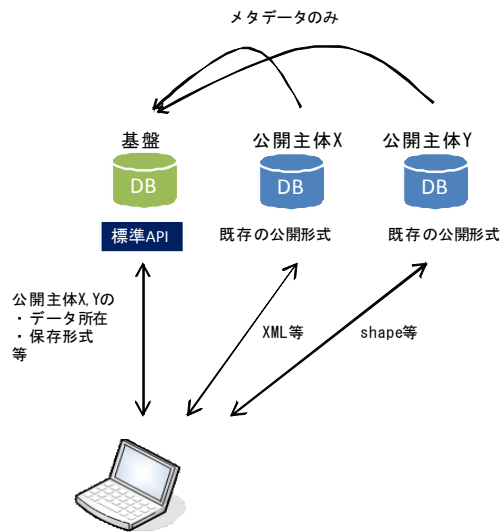 メタデータのみ
基盤
公開主体X
公開主体Y
DB
DB
DB
標準API
既存の公開形式
既存の公開形式
公開主体X,Yの
・データ所在
・保存形式
等
XML等
shape等